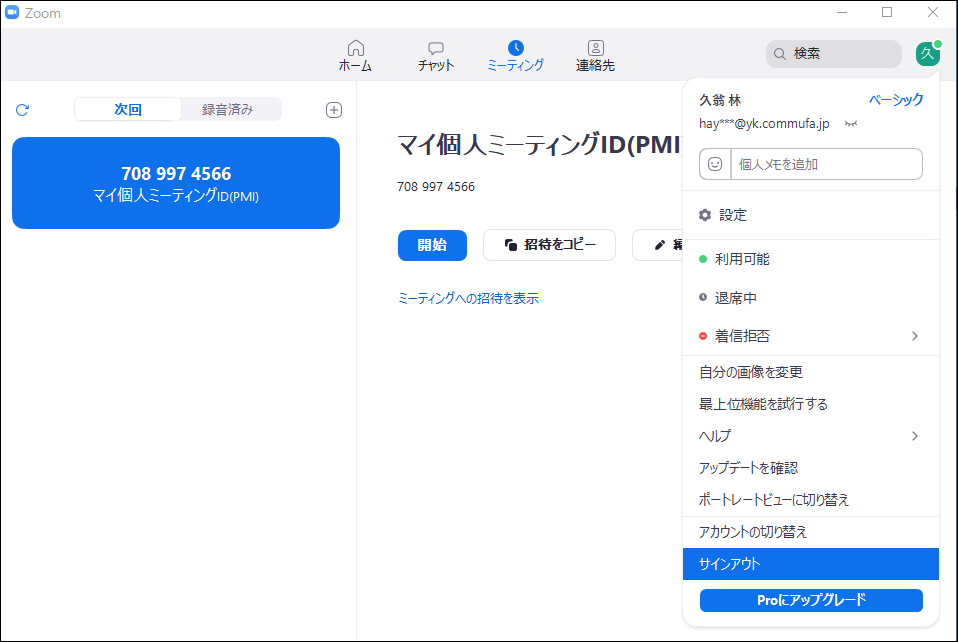 Zoom
ホーム
チャット
ミーティング
連絡先
検索
久
次回
録音済み
708 997 4566
マイ個人ミーティングID(PMI)
マイ個人ミーティングID(PMI
708 997 4566
開始
招待をコピー
ミーティングへの招待を表示
久翁 林
ベーシック
hay***@yk.commufa.jp
個人メモを追加
設定
利用可能
退席中
着信拒否
自分の画像を変更
最上位機能を試行する
ヘルプ
アップデートを確認
ポートレートビューに切り替え
アカウントの切り替え
サインアウト
Proにアップグレード